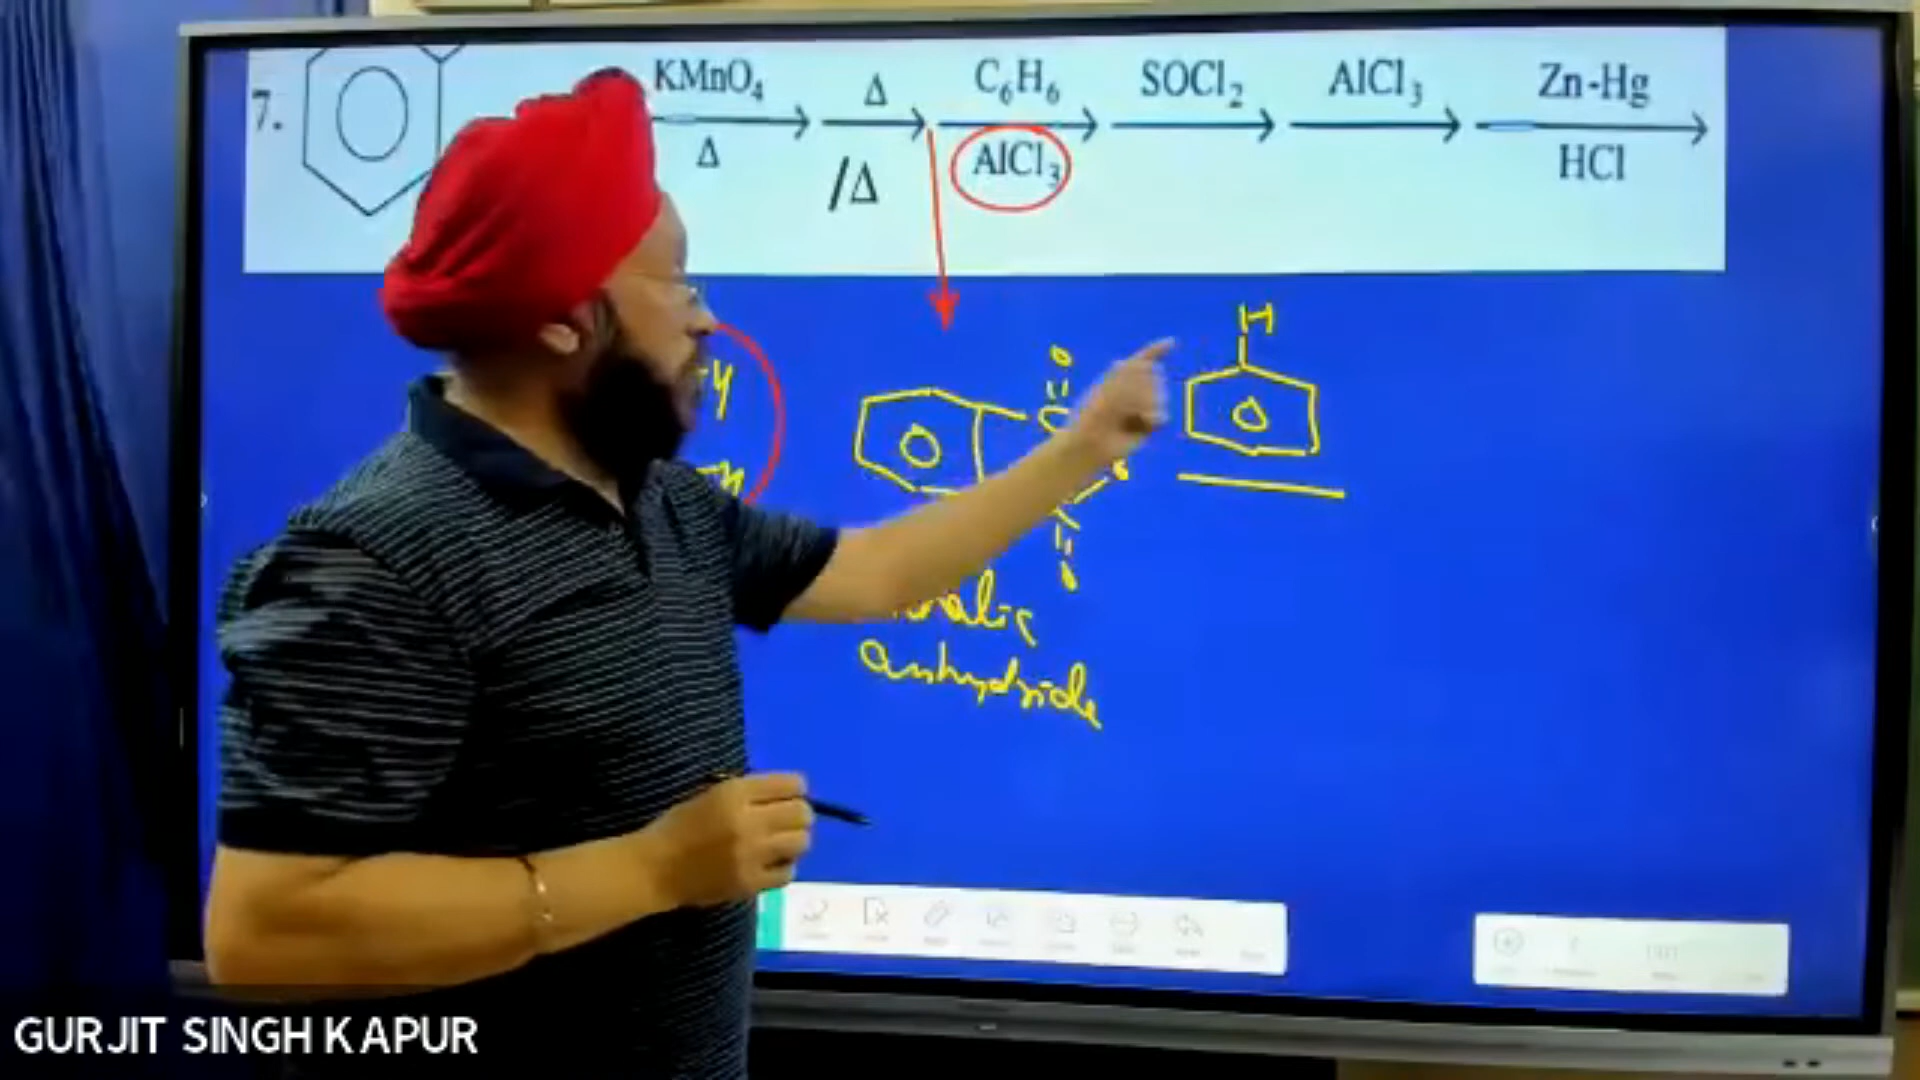 7. KMnO₄ Δ C₆H₆ SOCl₂ AlCl₃ Zn-Hg
Δ /Δ AlCl₃ HCl
H
O
C
O
O
anhydride
GURJIT SINGH KAPUR